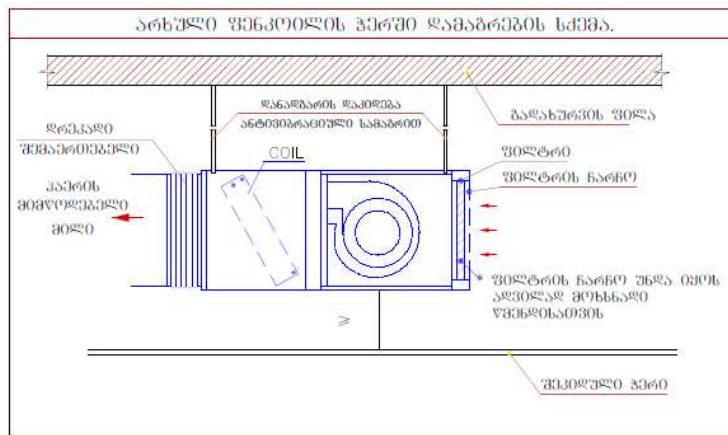 არხული ფენკოილის ჭერში დამაგრების სქემა.
დანადგარის დაკიდება
ანტივიბრაციული სამაგრით
გადახურვის ფილა
დრეკადი
შემაერთებელი
COIL
ფილტრი
ფილტრის ჩარჩო
ჰაერის
მიმწოდებელი
მილი
ფილტრის ჩარჩო უნდა იყოს
ადვილად მოხსნადი
წმენდისათვის
≥
შეკიდული ჭერი